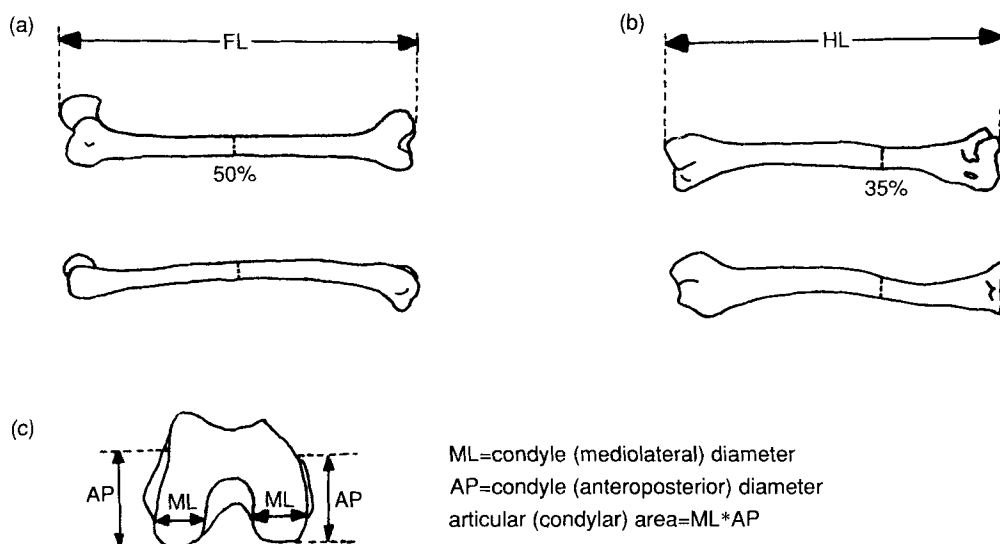 (a)
FL
50%
(b)
HL
35%
(c)
AP
ML
ML
AP
ML=condyle (mediolateral) diameter
AP=condyle (anteroposterior) diameter
articular (condylar) area=ML*AP